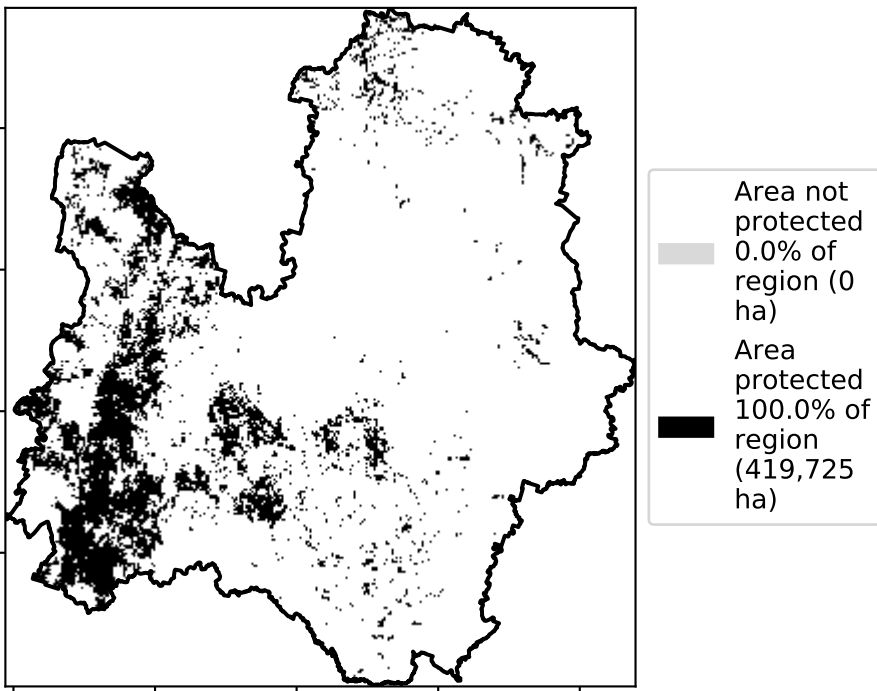 Area not
protected
0.0% of
region (0
ha)
Area
protected
100.0% of
region
(419,725
ha)